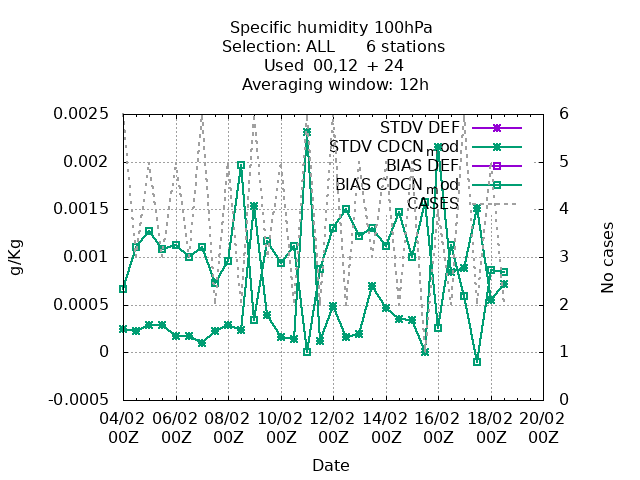 Specific humidity 100hPa
Selection: ALL 6 stations
Used 00,12 + 24
Averaging window: 12h
0.0025
0.002
0.0015
0.001
0.0005
0
-0.0005
g/Kg
STDV DEF
STDV CDCN_mod
BIAS DEF
BIAS CDCN_mod
CASES
6
5
4
3
2
1
0
No cases
04/02 06/02 08/02 10/02 12/02 14/02 16/02 18/02 20/02
00Z 00Z 00Z 00Z 00Z 00Z 00Z 00Z 00Z
Date